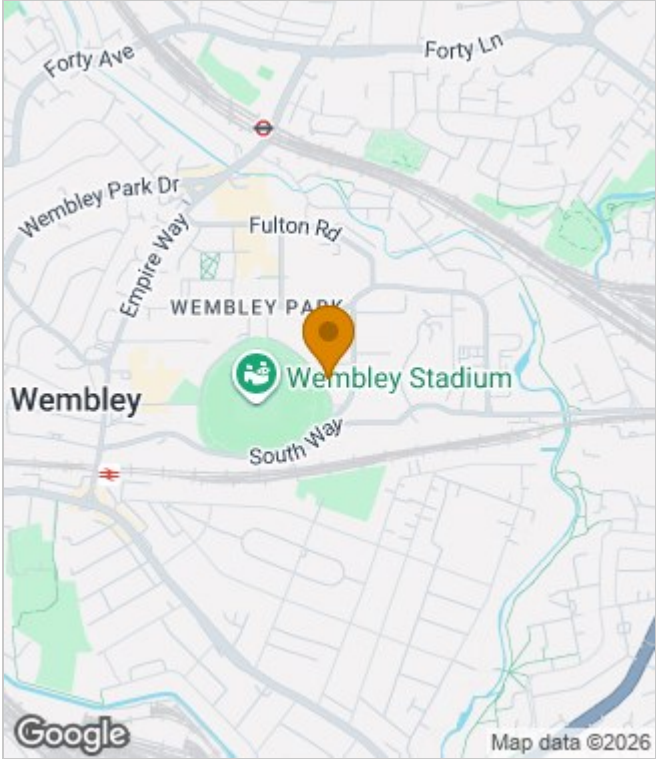 Forty Ave
Forty Ln
Wembley Park Dr
Empire Way
Fulton Rd
WEMBLEY PARK
Wembley Stadium
Wembley
South Way
Google
Map data ©2026